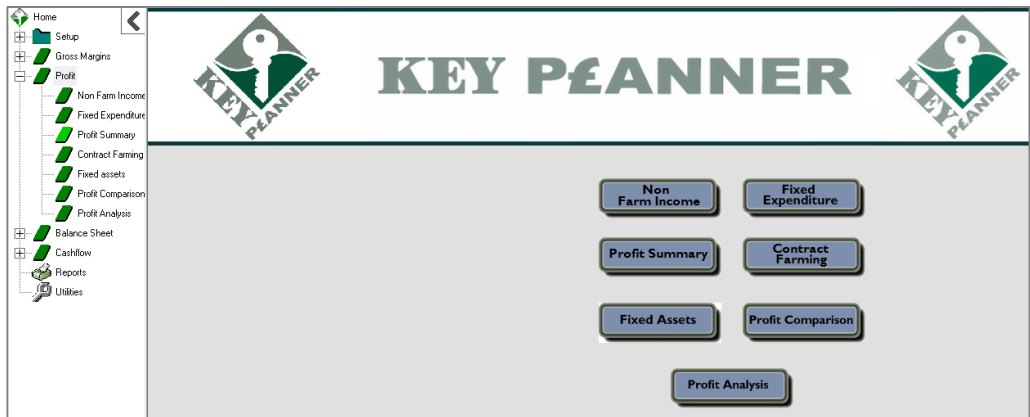 Home
Setup
Gross Margins
Profit
Non Farm Income
Fixed Expenditure
Profit Summary
Contract Farming
Fixed assets
Profit Comparison
Profit Analysis
Balance Sheet
Cashflow
Reports
Utilities
KEY P£ANNER
KEY P£ANNER
KEY P£ANNER
Non
Farm Income
Fixed
Expenditure
Profit Summary
Contract
Farming
Fixed Assets
Profit Comparison
Profit Analysis